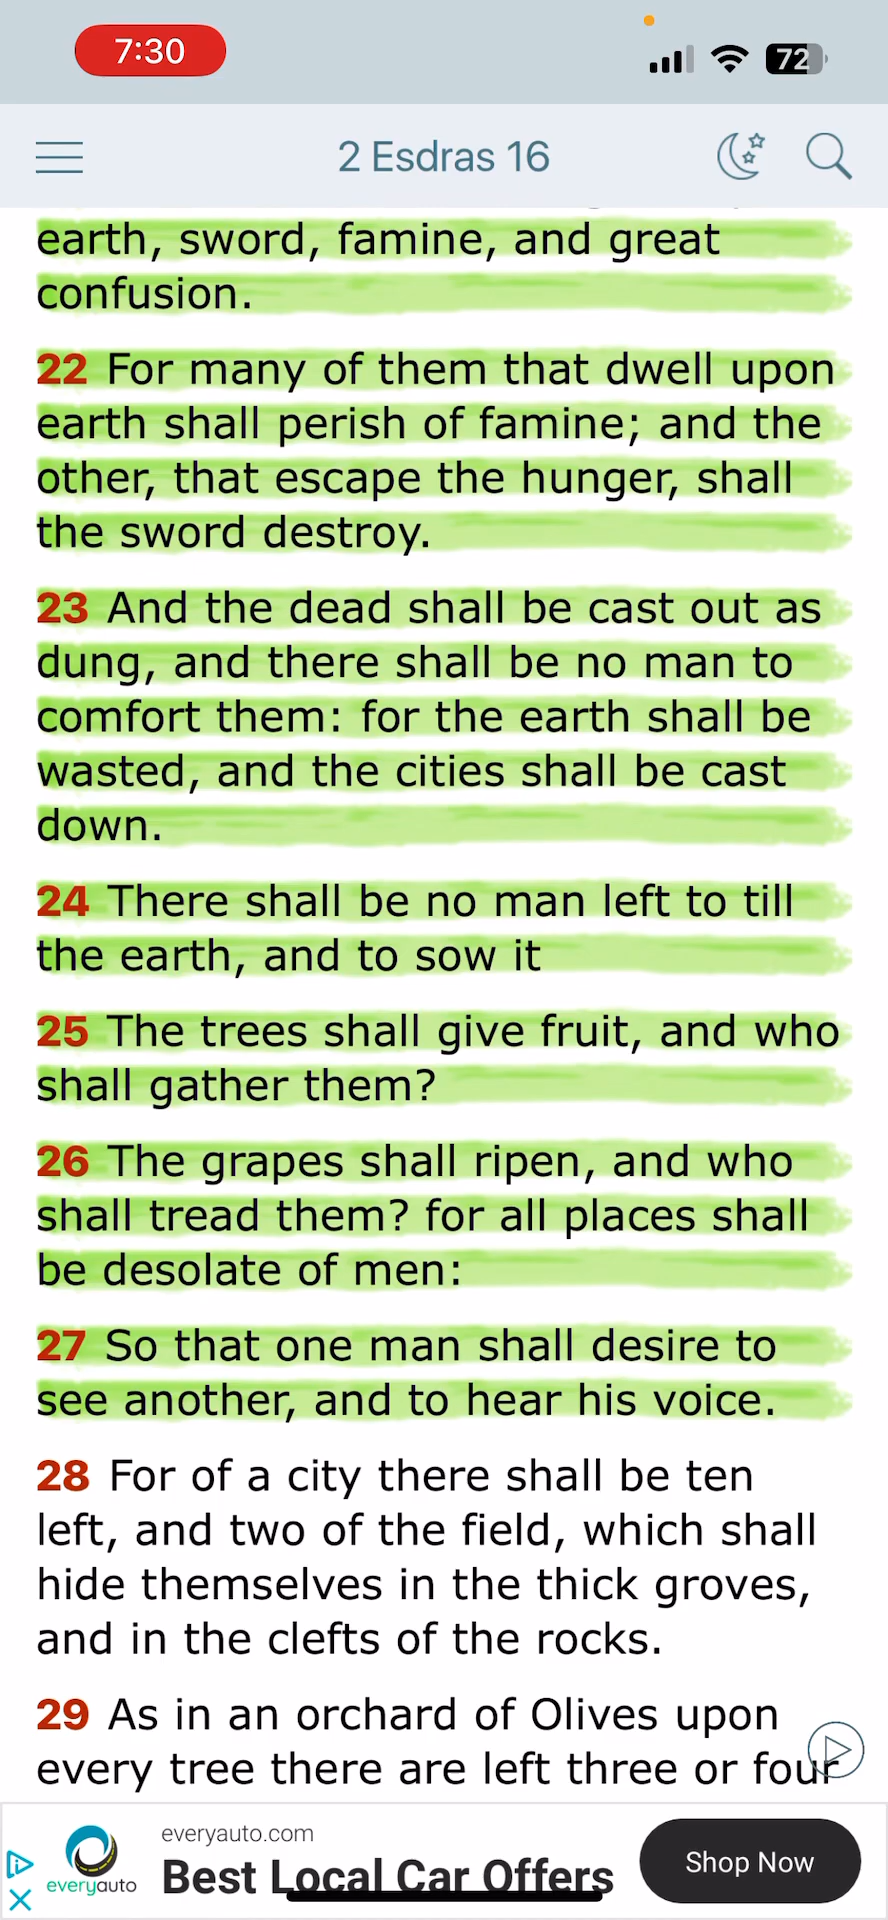 7:30
72
2 Esdras 16
earth, sword, famine, and great
confusion.
22 For many of them that dwell upon
earth shall perish of famine; and the
other, that escape the hunger, shall
the sword destroy.
23 And the dead shall be cast out as
dung, and there shall be no man to
comfort them: for the earth shall be
wasted, and the cities shall be cast
down.
24 There shall be no man left to till
the earth, and to sow it
25 The trees shall give fruit, and who
shall gather them?
26 The grapes shall ripen, and who
shall tread them? for all places shall
be desolate of men:
27 So that one man shall desire to
see another, and to hear his voice.
28 For of a city there shall be ten
left, and two of the field, which shall
hide themselves in the thick groves,
and in the clefts of the rocks.
29 As in an orchard of Olives upon
every tree there are left three or four
everyauto.com
Best Local Car Offers
everyauto
Shop Now